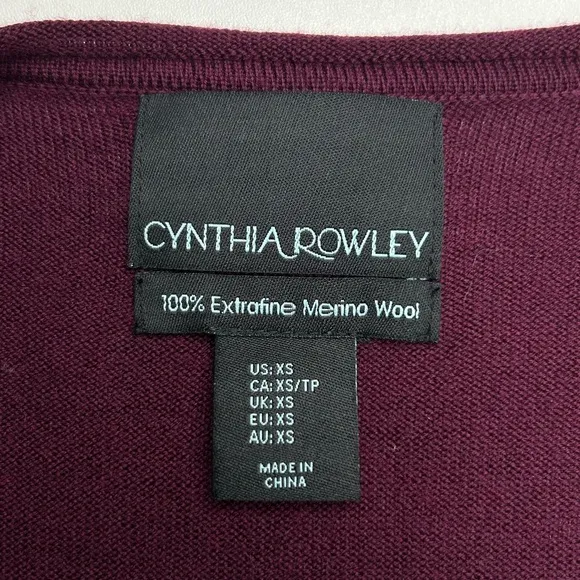 CYNTHIA ROWLEY
100% Extrafine Merino Wool
US: XS
CA: XS/TP
UK: XS
EU: XS
AU: XS
MADE IN
CHINA